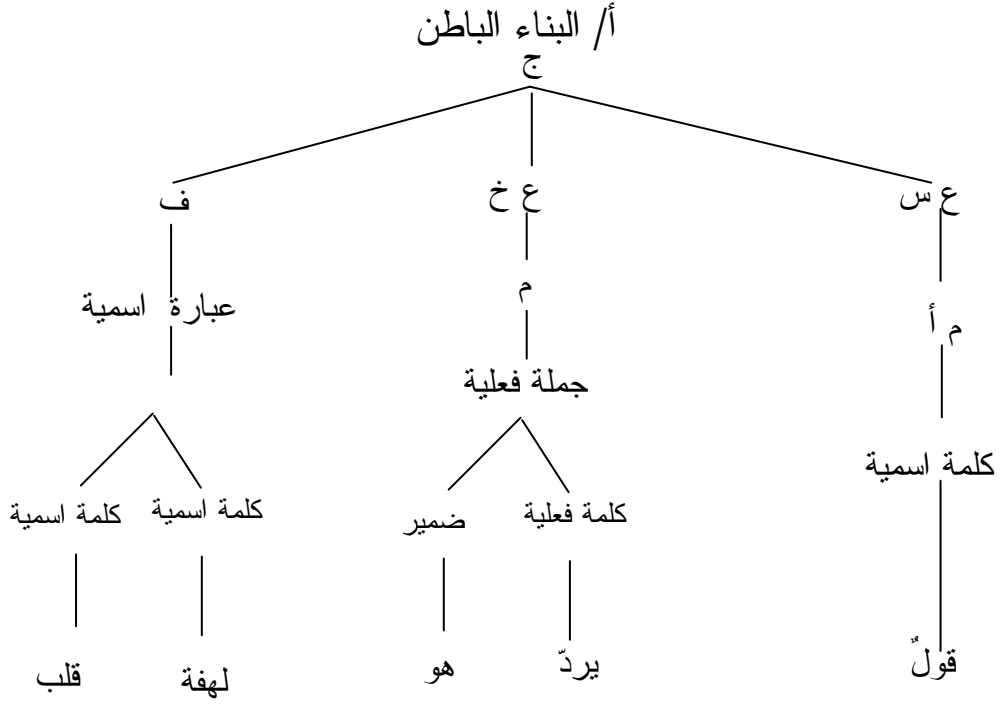 أ/ البناء الباطن
ج
ع س ع خ ف
م أ م عبارة اسمية
جملة فعلية
كلمة اسمية
كلمة فعلية ضمير كلمة اسمية كلمة اسمية
قولٌ يردّ هو لهفة قلب